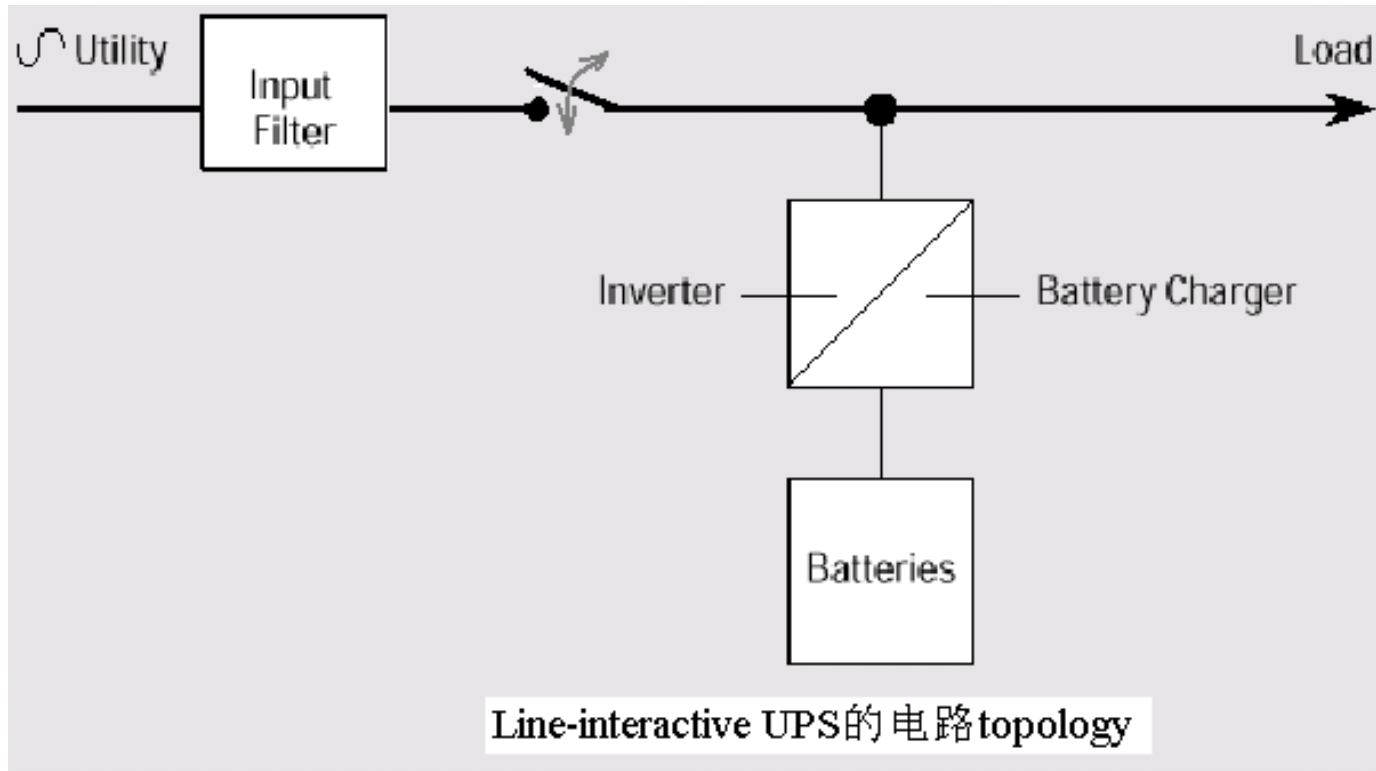 Utility
Load
Input
Filter
Inverter
Battery Charger
Batteries
Line-interactive UPS的电路topology